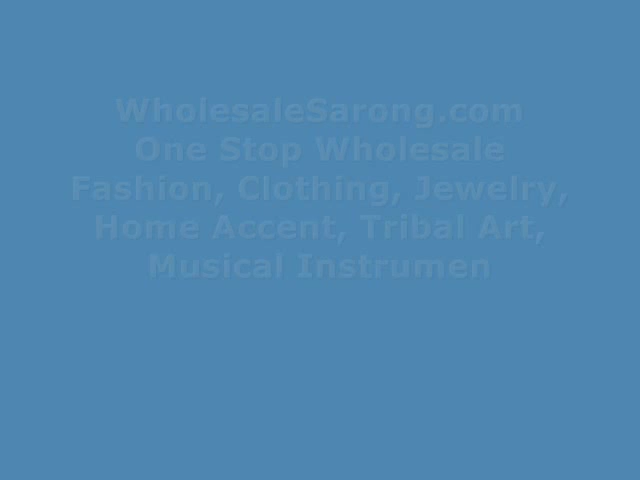 WholesaleSarong.com
One Stop Wholesale
Fashion, Clothing, Jewelry,
Home Accent, Tribal Art,
Musical Instrumen